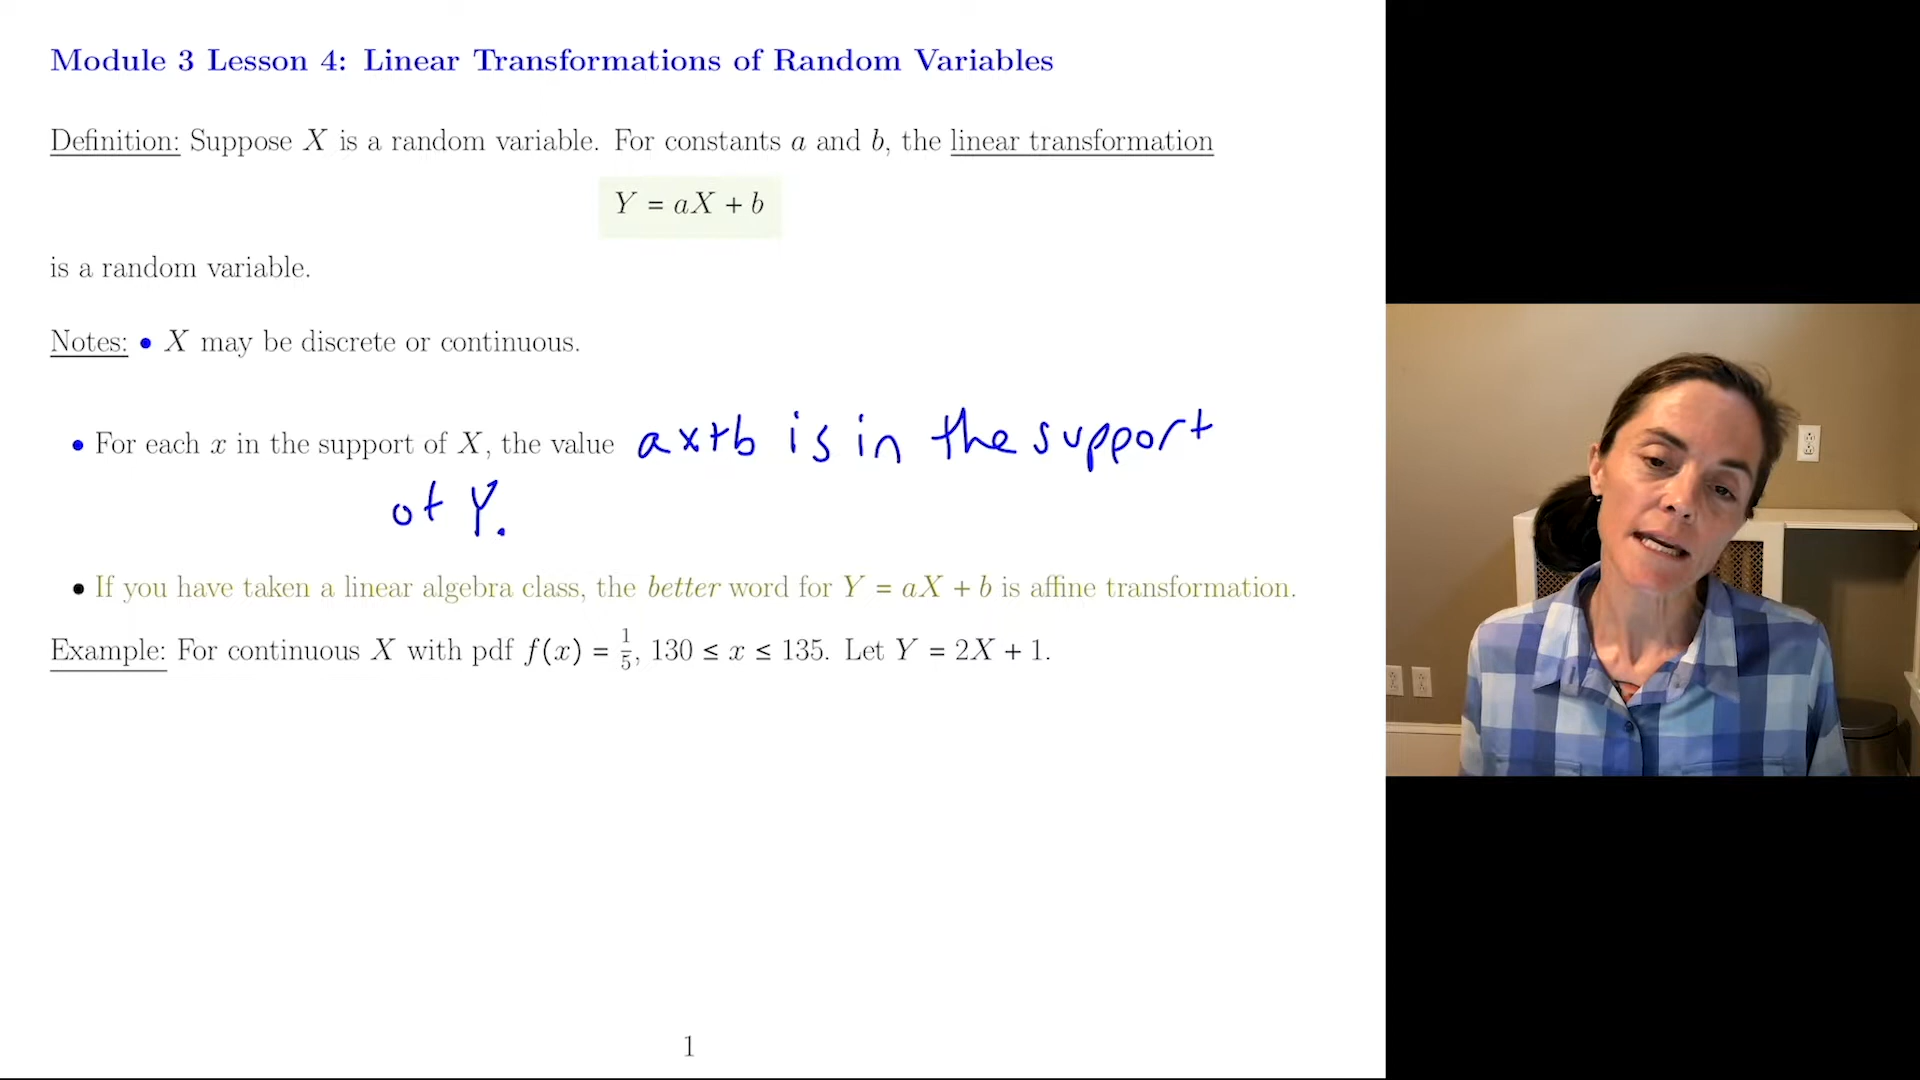 Module 3 Lesson 4: Linear Transformations of Random Variables
Definition: Suppose X is a random variable. For constants a and b, the linear transformation
Y = aX + b
is a random variable.
Notes: • X may be discrete or continuous.
• For each x in the support of X, the value ax+b is in the support
of Y.
• If you have taken a linear algebra class, the better word for Y = aX + b is affine transformation.
Example: For continuous X with pdf f(x) = 1/5, 130 ≤ x ≤ 135. Let Y = 2X + 1.
1